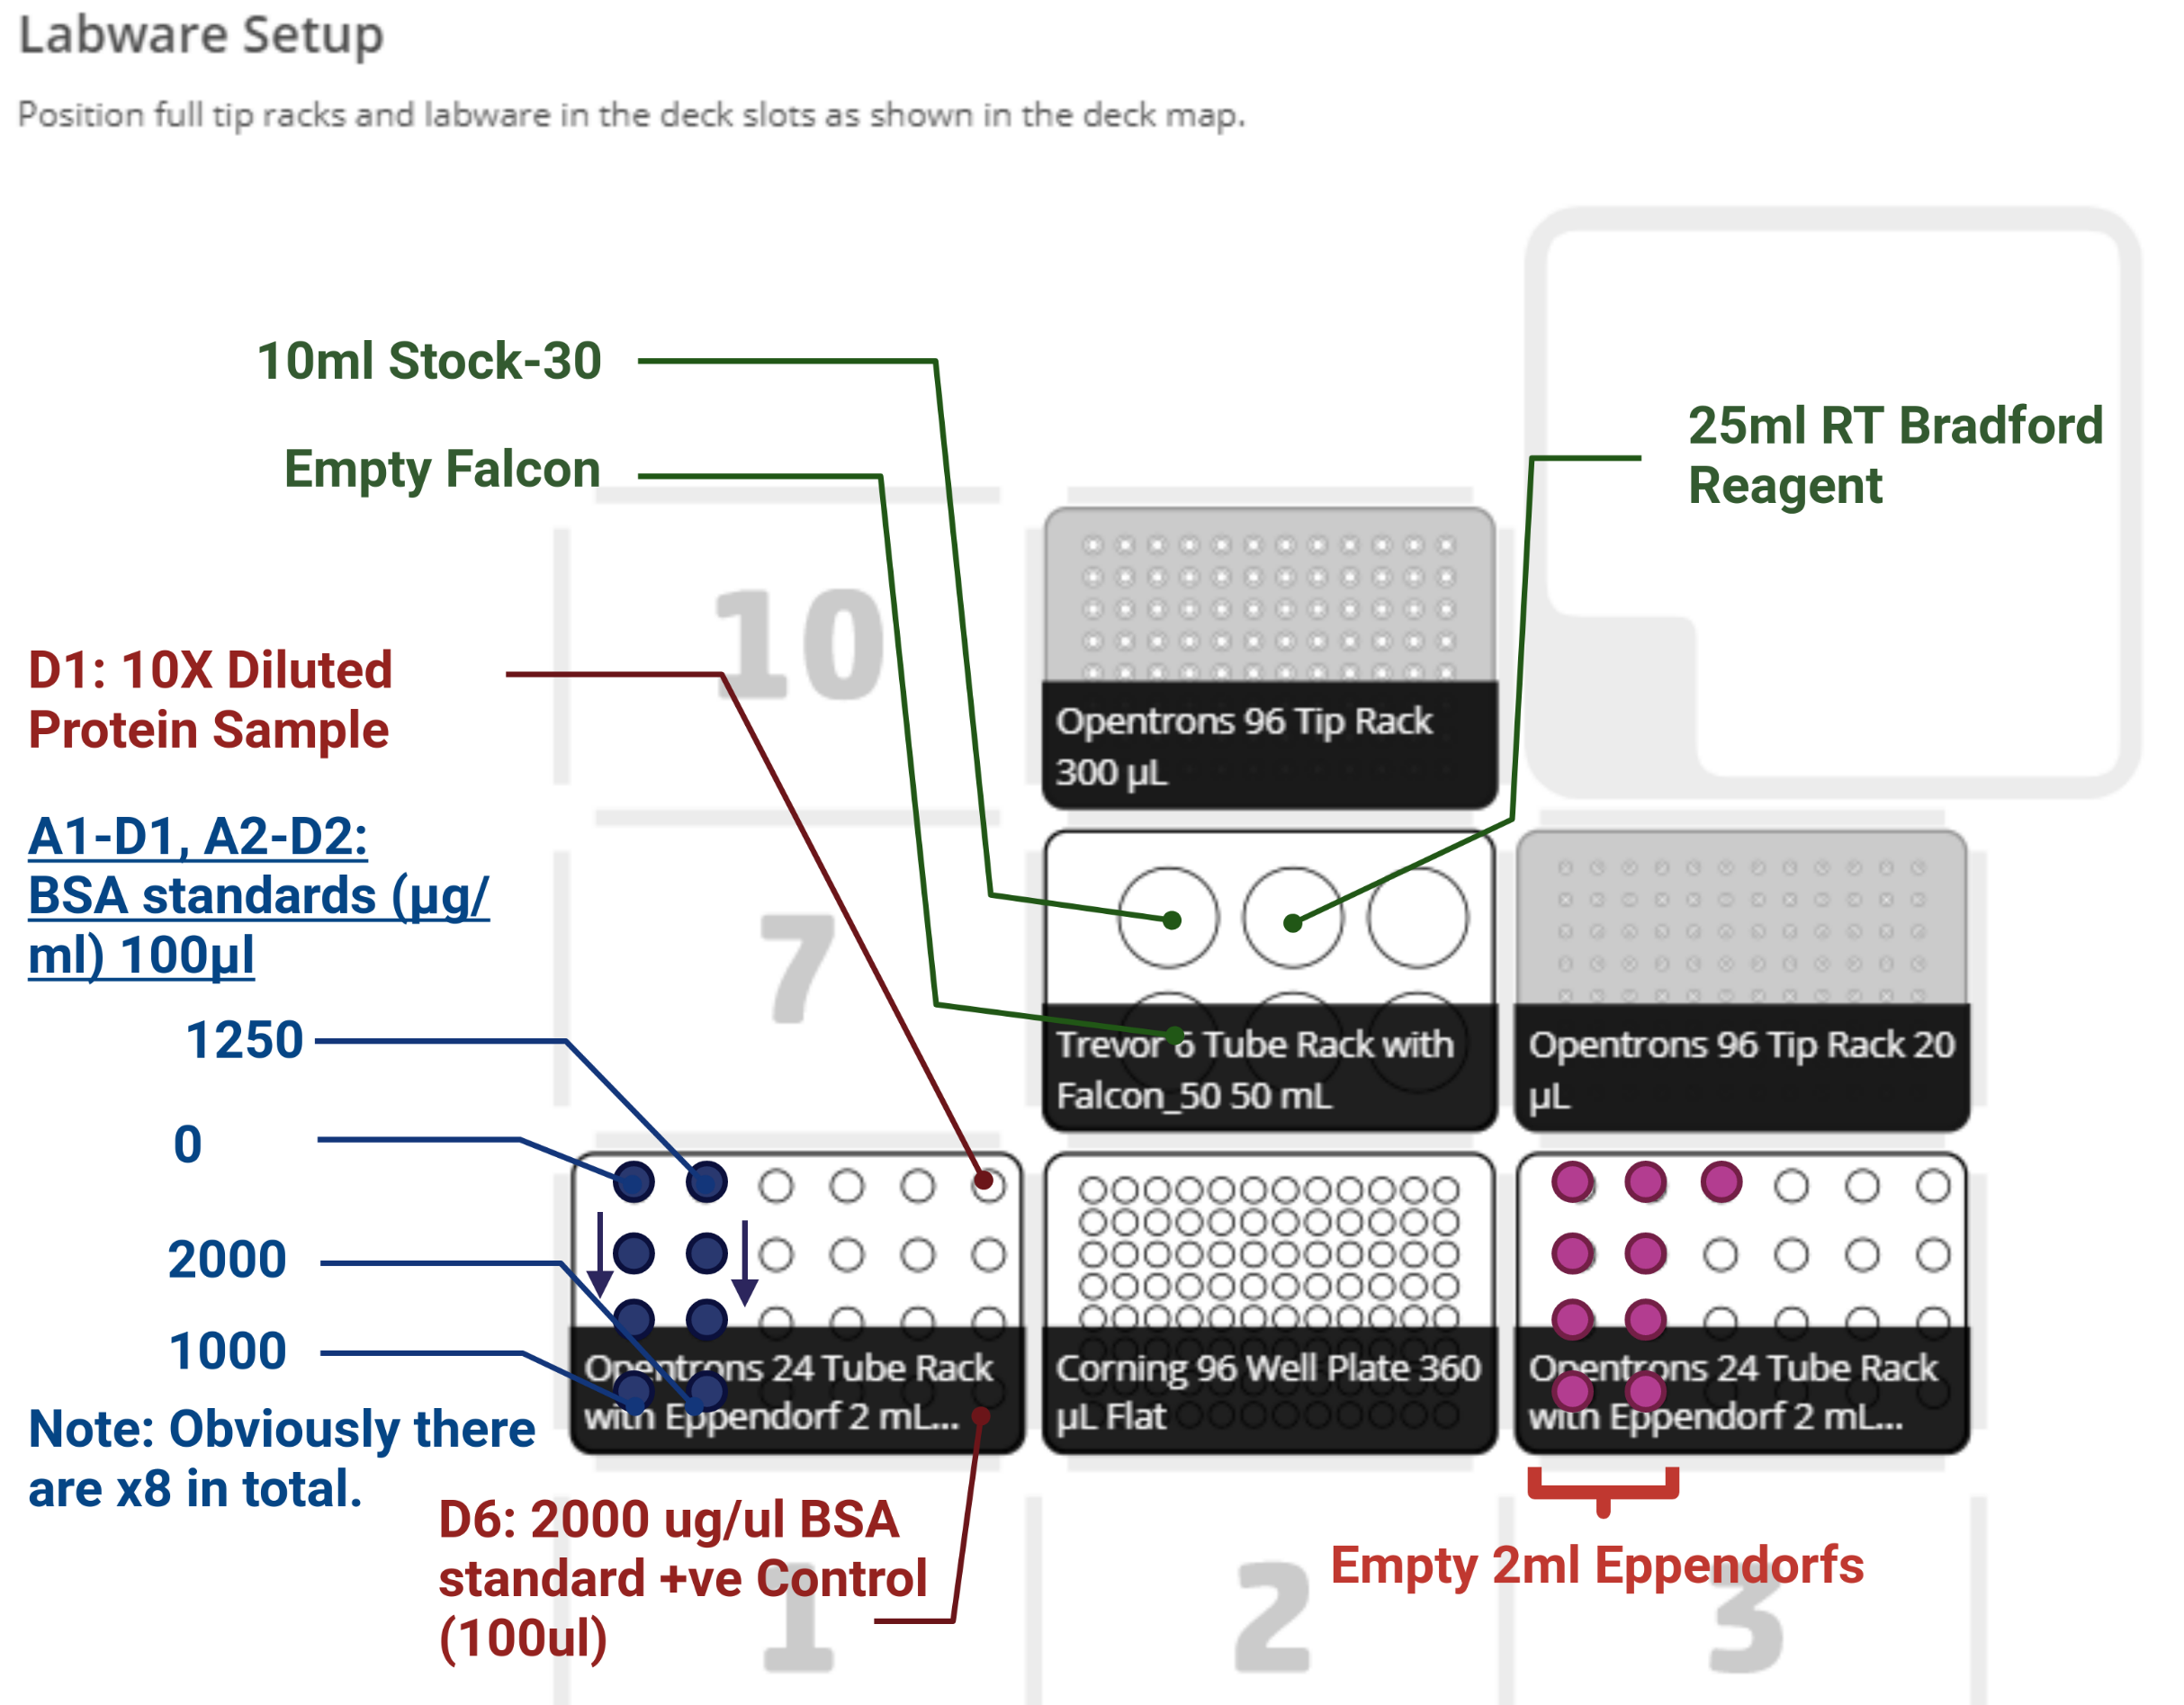 Labware Setup
Position full tip racks and labware in the deck slots as shown in the deck map.
10ml Stock-30
Empty Falcon
25ml RT Bradford
Reagent
10
Opentrons 96 Tip Rack
300 µL
D1: 10X Diluted
Protein Sample
A1-D1, A2-D2:
BSA standards (µg/
ml) 100µl
7
Trevor 6 Tube Rack with
Falcon_50 50 mL
Opentrons 96 Tip Rack 20
µL
1250
0
2000
1000
Note: Obviously there
are x8 in total.
Opentrons 24 Tube Rack
with Eppendorf 2 mL...
Corning 96 Well Plate 360
µL Flat
Opentrons 24 Tube Rack
with Eppendorf 2 mL...
D6: 2000 ug/ul BSA
standard +ve Control
(100ul)
Empty 2ml Eppendorfs
1
2
3